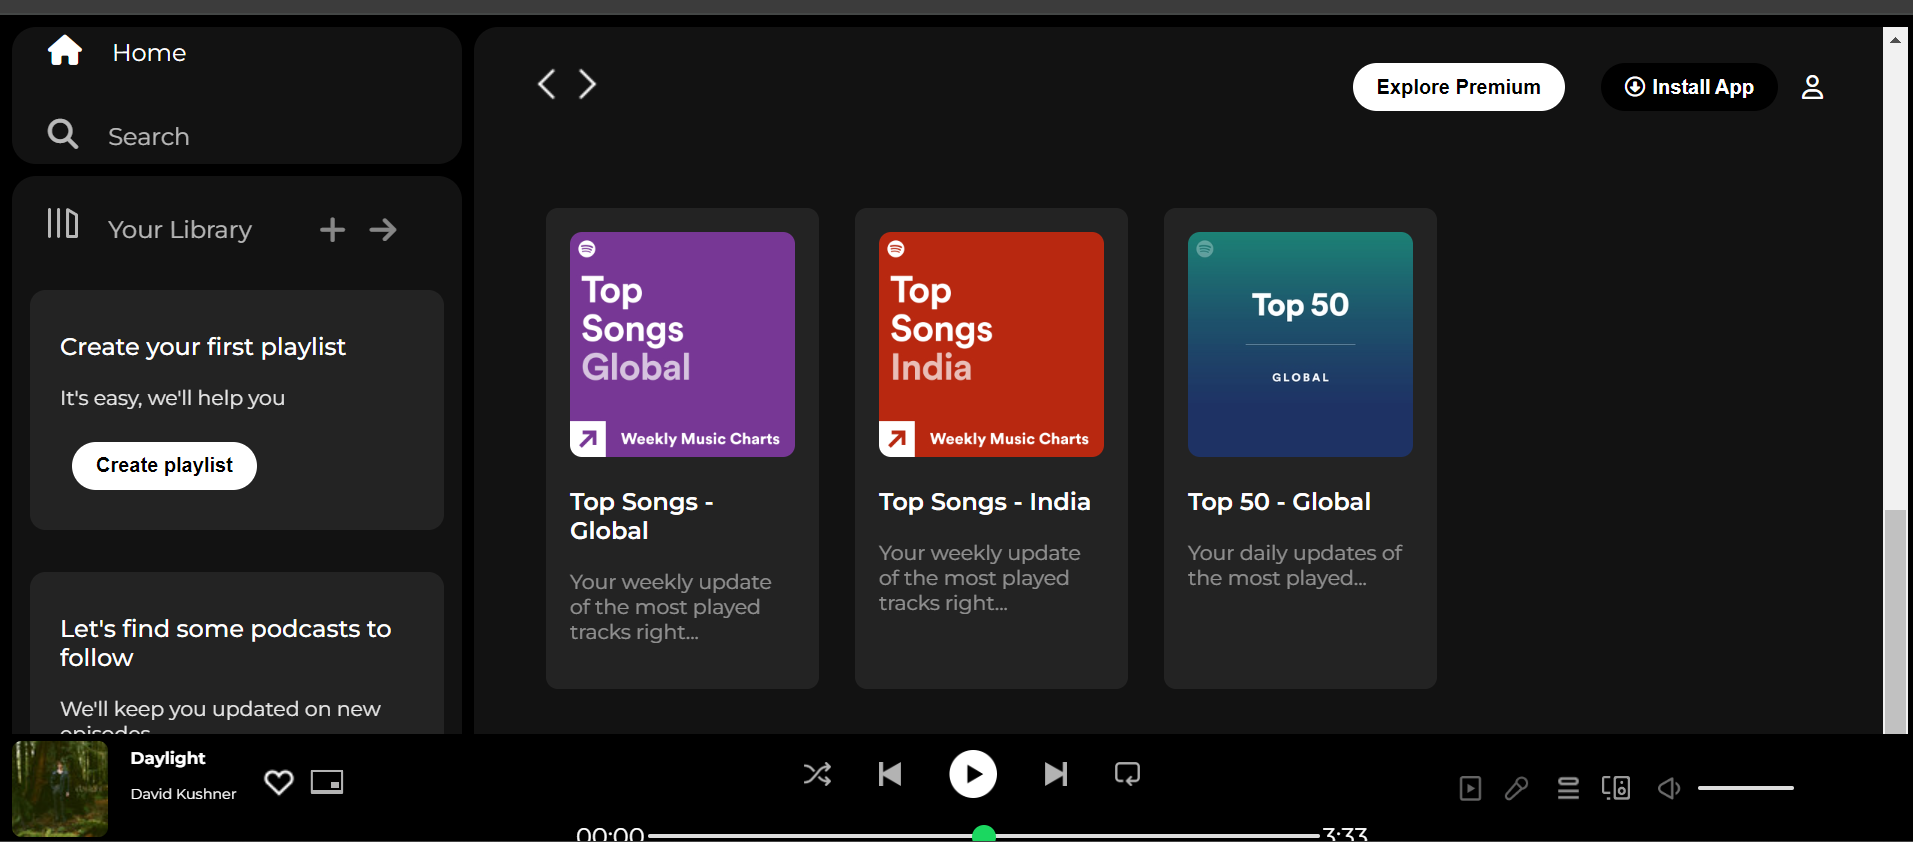 Home
Search
Your Library
Create your first playlist
It's easy, we'll help you
Create playlist
Let's find some podcasts to
follow
We'll keep you updated on new
episodes
Explore Premium
Install App
Top
Songs
Global
Weekly Music Charts
Top Songs -
Global
Your weekly update
of the most played
tracks right...
Top
Songs
India
Weekly Music Charts
Top Songs - India
Your weekly update
of the most played
tracks right...
Top 50
GLOBAL
Top 50 - Global
Your daily updates of
the most played...
Daylight
David Kushner
00:00
3:33